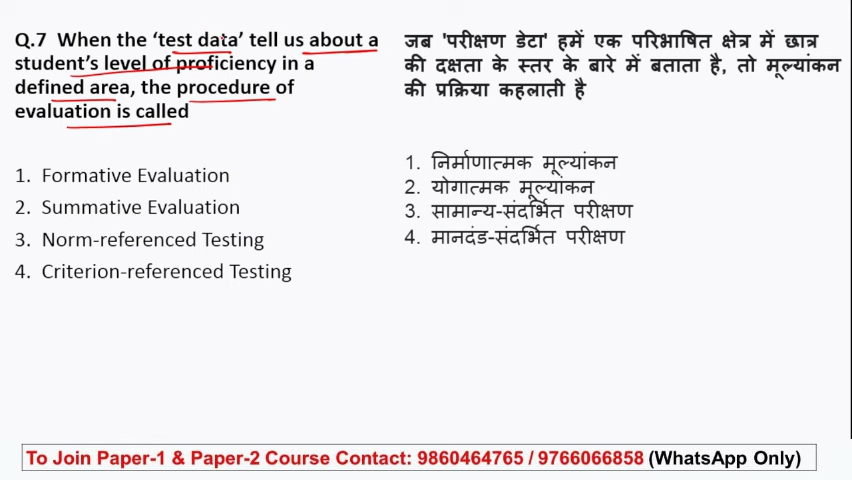 Q.7 When the ‘test data’ tell us about a
student’s level of proficiency in a
defined area, the procedure of
evaluation is called
1. Formative Evaluation
2. Summative Evaluation
3. Norm-referenced Testing
4. Criterion-referenced Testing
जब 'परीक्षण डेटा' हमें एक परिभाषित क्षेत्र में छात्र
की दक्षता के स्तर के बारे में बताता है, तो मूल्यांकन
की प्रक्रिया कहलाती है
1. निर्माणात्मक मूल्यांकन
2. योगात्मक मूल्यांकन
3. सामान्य-संदर्भित परीक्षण
4. मानदंड-संदर्भित परीक्षण
To Join Paper-1 & Paper-2 Course Contact: 9860464765 / 9766066858 (WhatsApp Only)